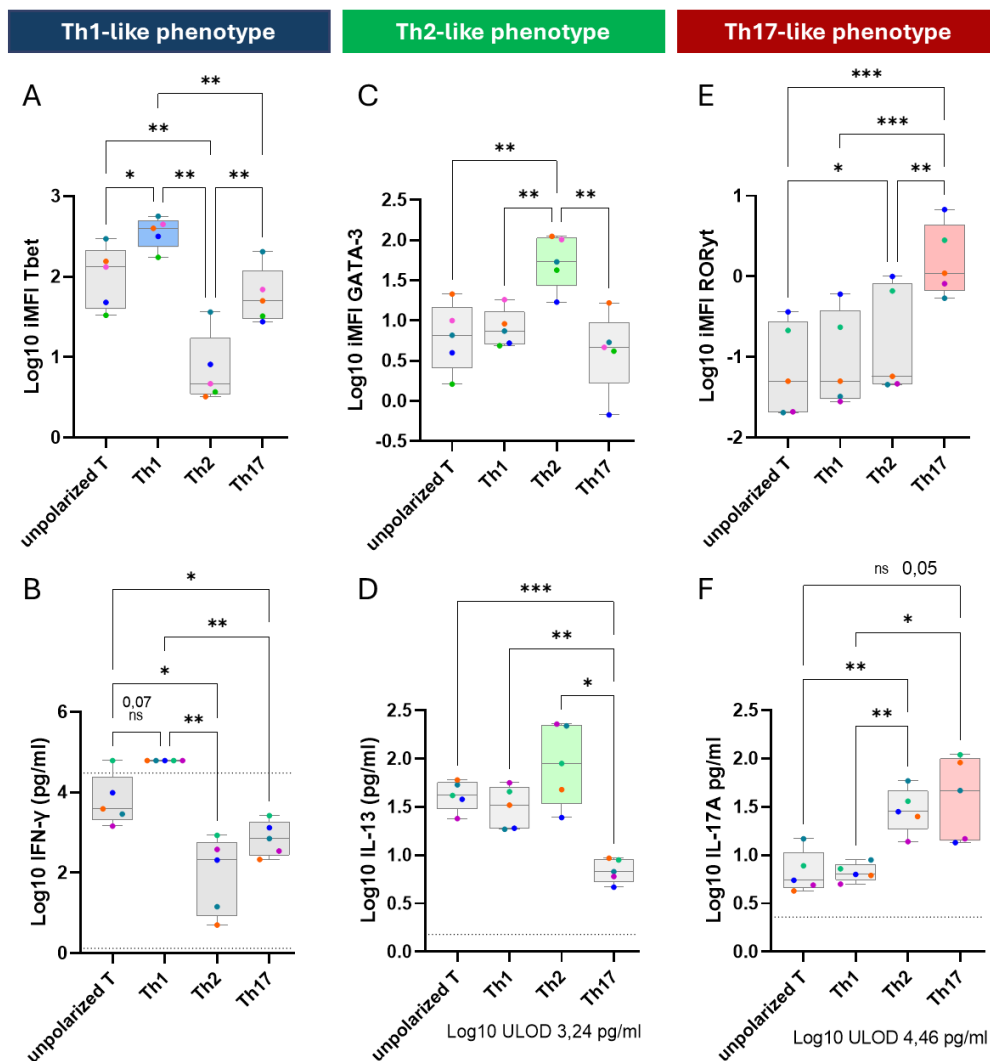 Th1-like phenotype
Th2-like phenotype
Th17-like phenotype
A
**
**
*
**
**
Log10 iMFI Tbet
3
2
1
0
unpolarized T
Th1
Th2
Th17
C
**
**
**
Log10 iMFI GATA-3
2.5
2.0
1.5
1.0
0.5
0.0
-0.5
unpolarized T
Th1
Th2
Th17
E
***
***
*
**
Log10 iMFI RORyt
1
-0
-1
-2
unpolarized T
Th1
Th2
Th17
B
*
**
*
0,07
ns
**
Log10 IFN-γ (pg/ml)
6
4
2
0
unpolarized T
Th1
Th2
Th17
D
***
**
*
Log10 IL-13 (pg/ml)
2.5
2.0
1.5
1.0
0.5
0.0
unpolarized T
Th1
Th2
Th17
Log10 ULOD 3,24 pg/ml
F
ns 0,05
*
**
**
Log10 IL-17A pg/ml)
2.5
2.0
1.5
1.0
0.5
0.0
unpolarized T
Th1
Th2
Th17
Log10 ULOD 4,46 pg/ml